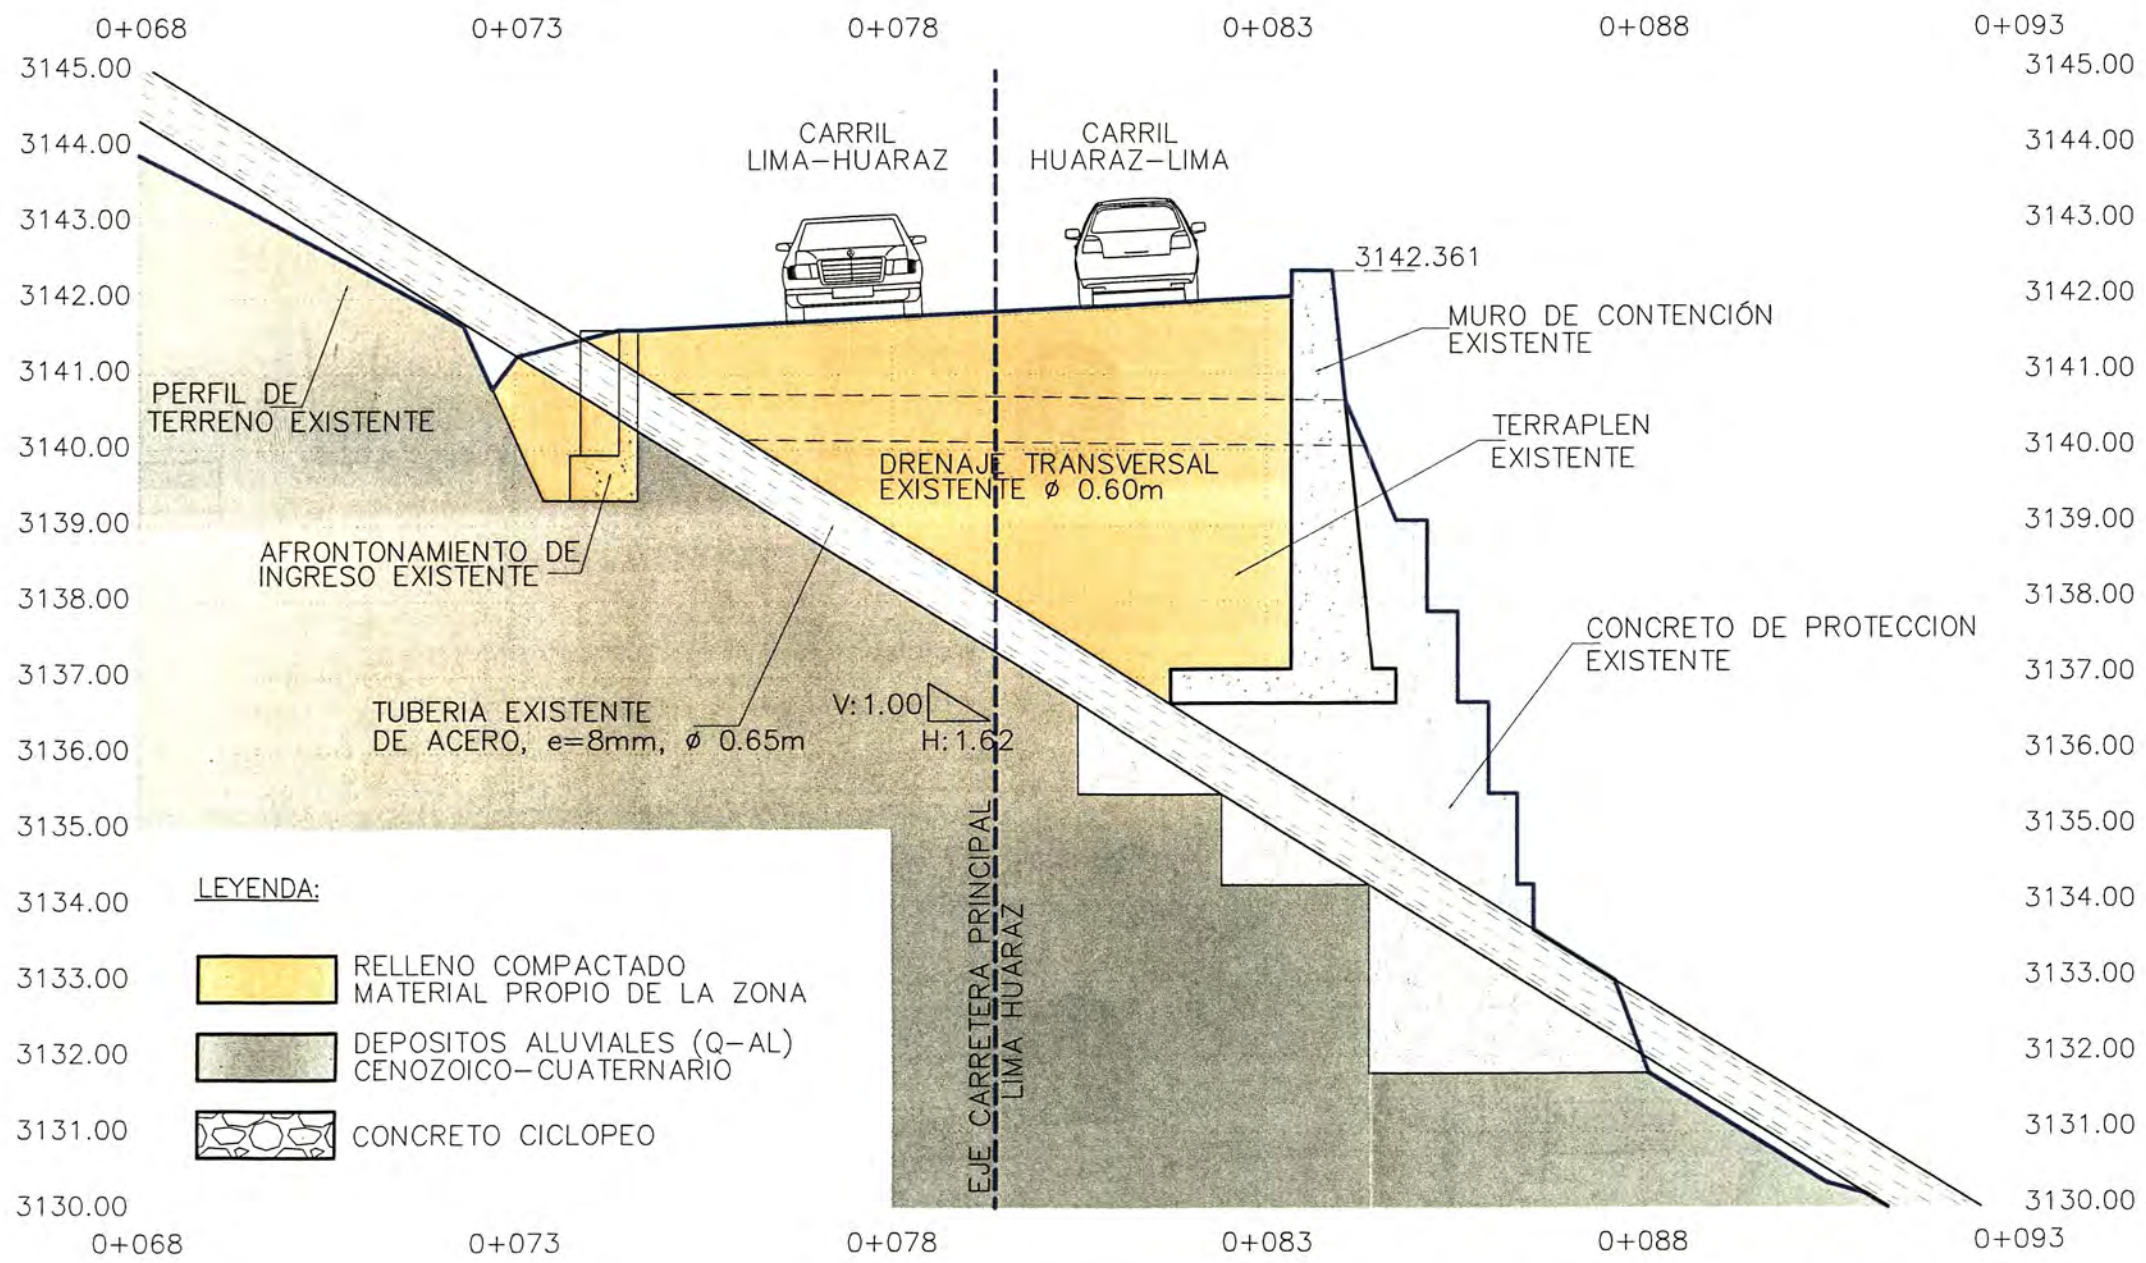 0+068
0+073
0+078
0+083
0+088
0+093
3145.00
3145.00
CARRIL
LIMA-HUARAZ
CARRIL
HUARAZ-LIMA
3144.00
3144.00
3143.00
3143.00
3142.361
3142.00
3142.00
MURO DE CONTENCIÓN
EXISTENTE
3141.00
3141.00
PERFIL DE
TERRENO EXISTENTE
TERRAPLEN
EXISTENTE
3140.00
3140.00
DRENAJE TRANSVERSAL
EXISTENTE ø 0.60m
3139.00
3139.00
AFRONTONAMIENTO DE
INGRESO EXISTENTE
3138.00
3138.00
CONCRETO DE PROTECCION
EXISTENTE
3137.00
3137.00
TUBERIA EXISTENTE
DE ACERO, e=8mm, ø 0.65m
V:1.00
H:1.62
3136.00
3136.00
3135.00
3135.00
EJE CARRETERA PRINCIPAL
LIMA HUARAZ
LEYENDA:
3134.00
3134.00
RELLENO COMPACTADO
MATERIAL PROPIO DE LA ZONA
3133.00
3133.00
DEPOSITOS ALUVIALES (Q-AL)
CENOZOICO-CUATERNARIO
3132.00
3132.00
CONCRETO CICLOPEO
3131.00
3131.00
3130.00
3130.00
0+068
0+073
0+078
0+083
0+088
0+093